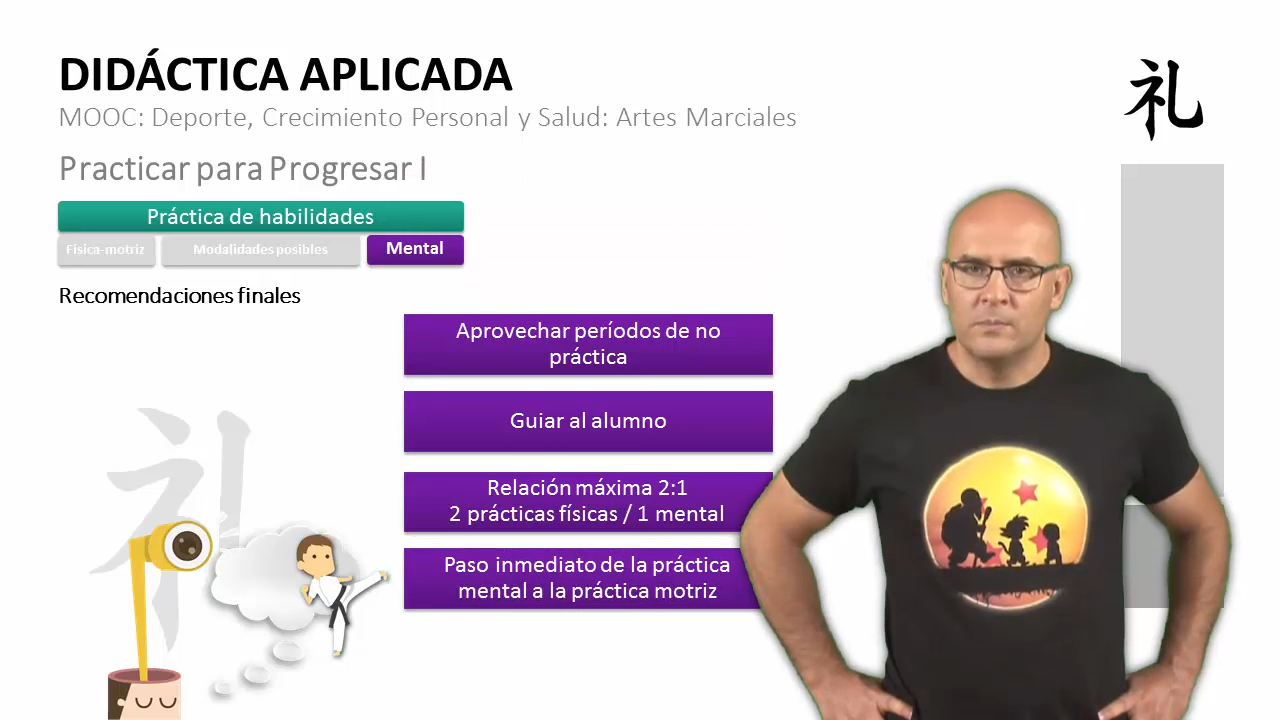 DIDÁCTICA APLICADA
礼
MOOC: Deporte, Crecimiento Personal y Salud: Artes Marciales
Practicar para Progresar I
Práctica de habilidades
Física-motriz Modalidades posibles Mental
Recomendaciones finales
Aprovechar períodos de no
práctica
Guiar al alumno
Relación máxima 2:1
2 prácticas físicas / 1 mental
Paso inmediato de la práctica
mental a la práctica motriz
礼